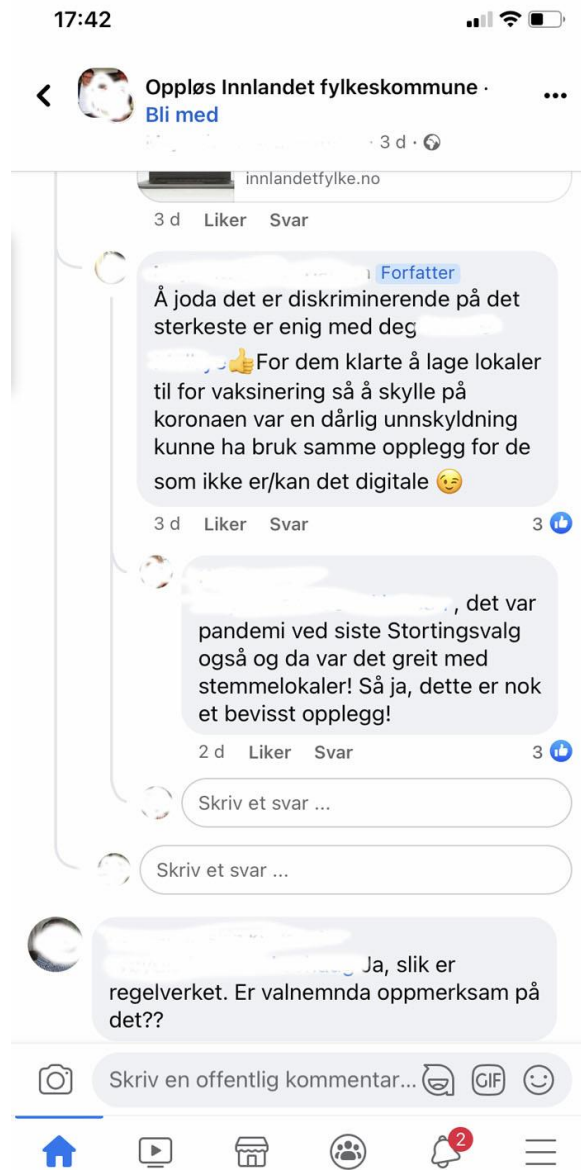 17:42
Oppløs Innlandet fylkeskommune ·
Bli med
· 3 d ·
innlandetfylke.no
3 d Liker Svar
Forfatter
Å joda det er diskriminerende på det
sterkeste er enig med deg
👍For dem klarte å lage lokaler
til for vaksinering så å skylle på
koronaen var en dårlig unnskyldning
kunne ha bruk samme opplegg for de
som ikke er/kan det digitale 😉
3 d Liker Svar 3
, det var
pandemi ved siste Stortingsvalg
også og da var det greit med
stemmelokaler! Så ja, dette er nok
et bevisst opplegg!
2 d Liker Svar 3
Skriv et svar ...
Skriv et svar ...
Ja, slik er
regelverket. Er valnemnda oppmerksam på
det??
Skriv en offentlig kommentar... GIF
2